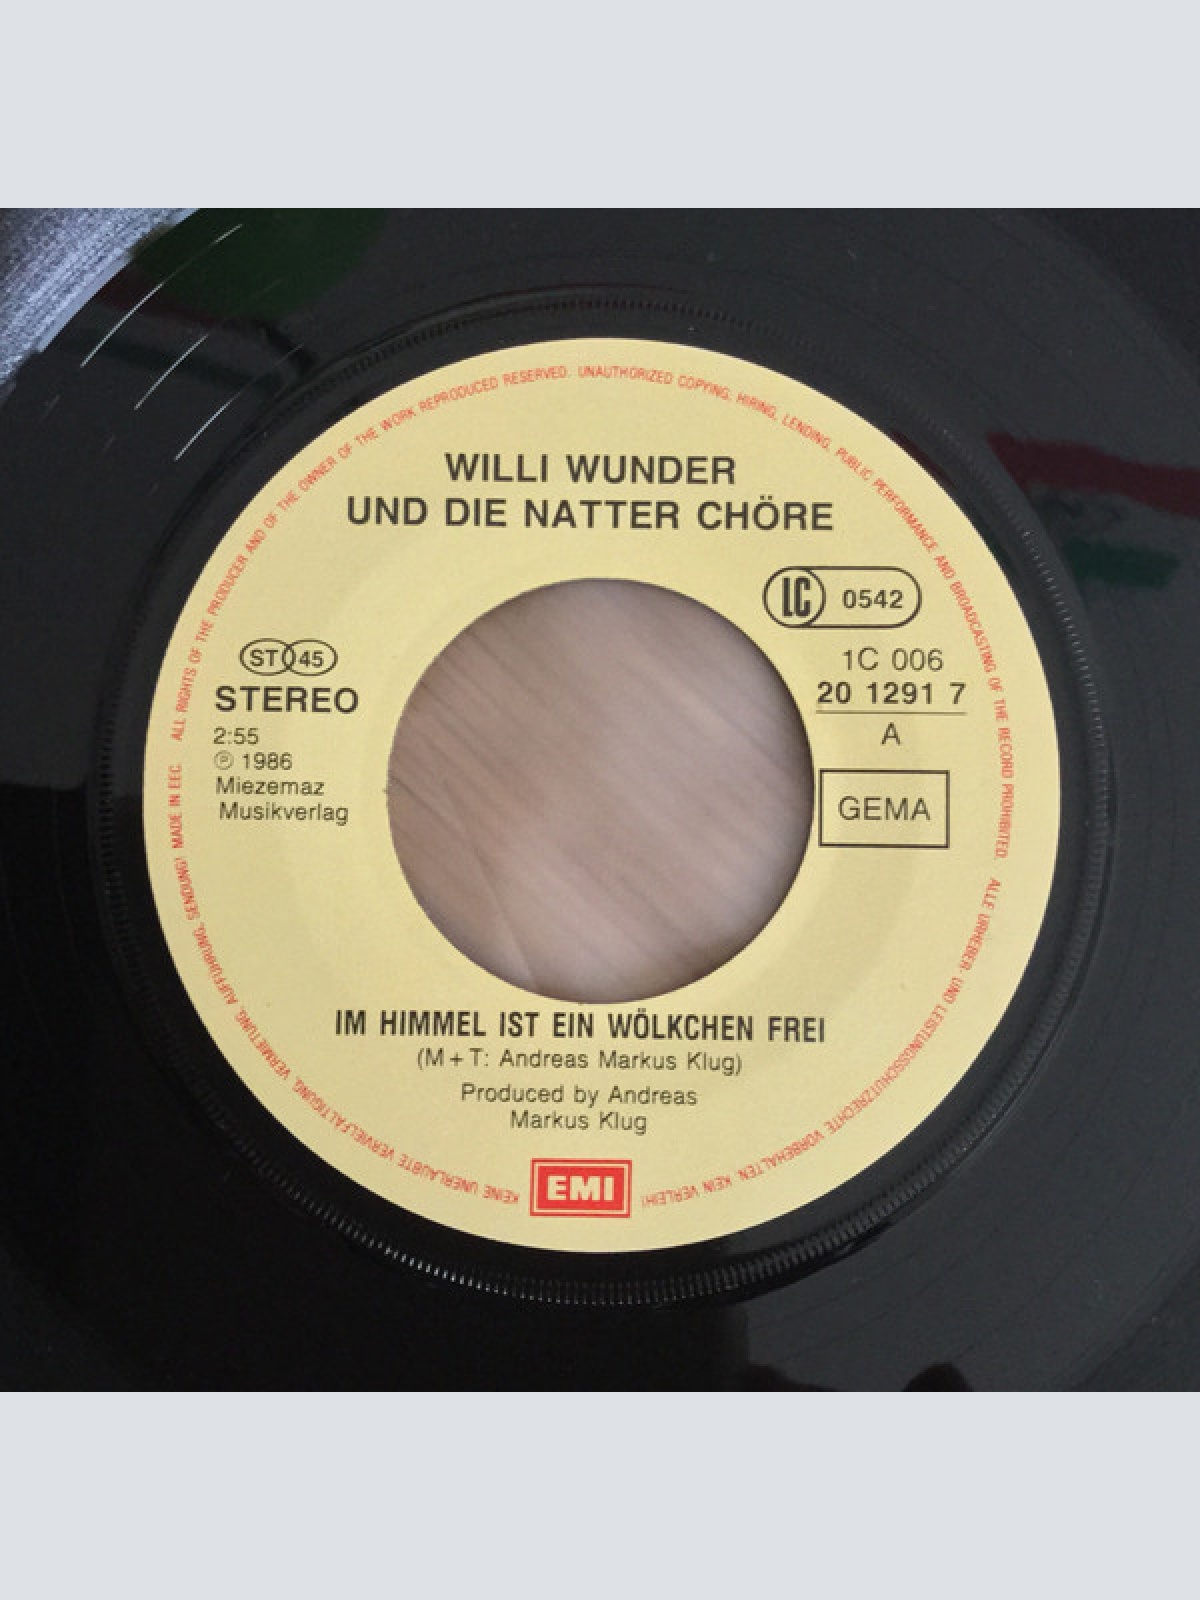 ALL RIGHTS OF THE PRODUCER AND OF THE OWNER OF THE WORK REPRODUCED RESERVED. UNAUTHORIZED COPYING, HIRING, LENDING, PUBLIC PERFORMANCE AND BROADCASTING OF THE RECORD PROHIBITED.
WILLI WUNDER
UND DIE NATTER CHÖRE
LC 0542
1C 006
20 1291 7
A
GEMA
ST 45
STEREO
2:55
℗ 1986
Miezemaz
Musikverlag
IM HIMMEL IST EIN WÖLKCHEN FREI
(M + T: Andreas Markus Klug)
Produced by Andreas
Markus Klug
EMI
ALLE URHEBER- UND LEISTUNGSSCHUTZRECHTE VORBEHALTEN. KEIN VERLEIH!
KEINE UNERLAUBTE VERVIELFÄLTIGUNG, VERMIETUNG, AUFFÜHRUNG, SENDUNG! MADE IN EEC